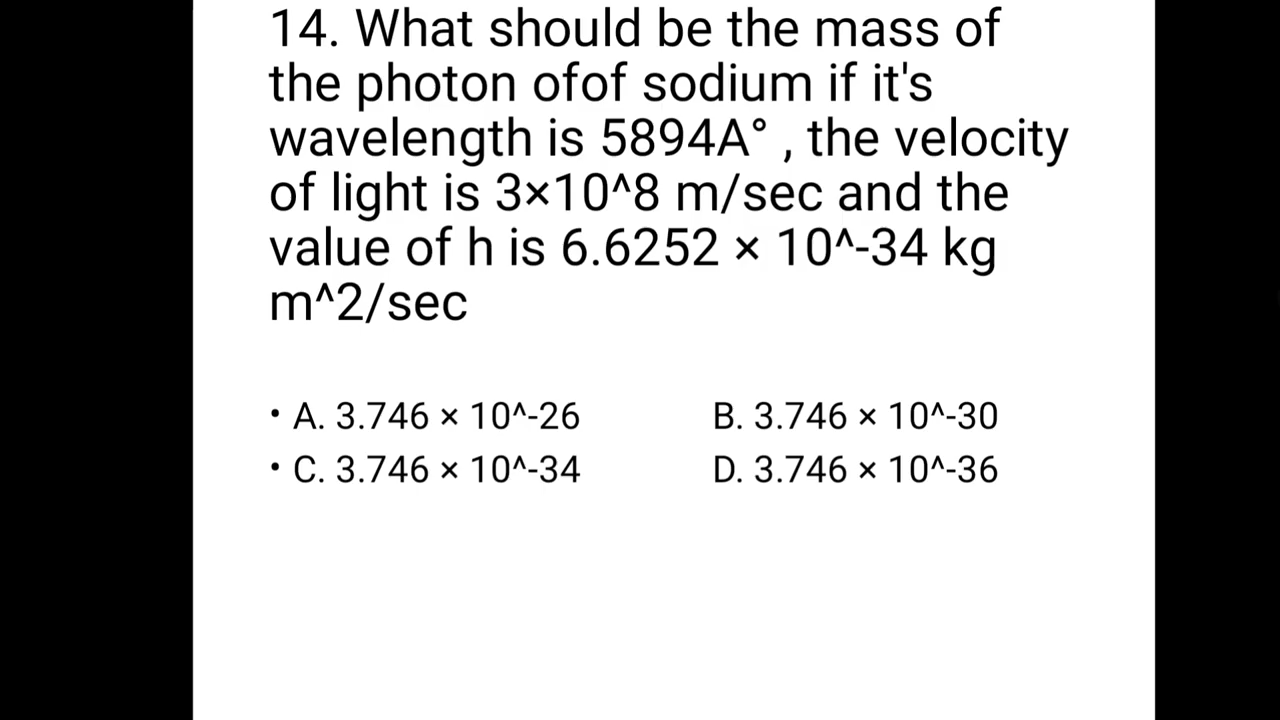 14. What should be the mass of
the photon ofof sodium if it's
wavelength is 5894A° , the velocity
of light is 3×10^8 m/sec and the
value of h is 6.6252 × 10^-34 kg
m^2/sec
• A. 3.746 × 10^-26 B. 3.746 × 10^-30
• C. 3.746 × 10^-34 D. 3.746 × 10^-36